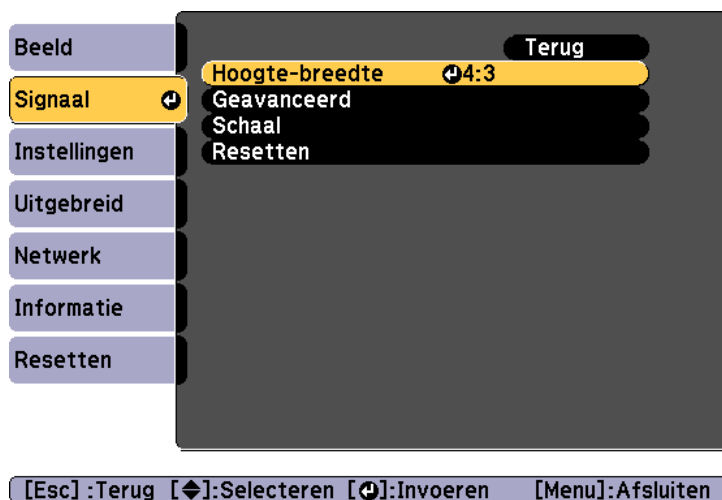 Beeld
Signaal
Instellingen
Uitgebreid
Netwerk
Informatie
Resetten
Terug
Hoogte-breedte 4:3
Geavanceerd
Schaal
Resetten
[Esc] :Terug [◆]:Selecteren [⏎]:Invoeren [Menu]:Afsluiten